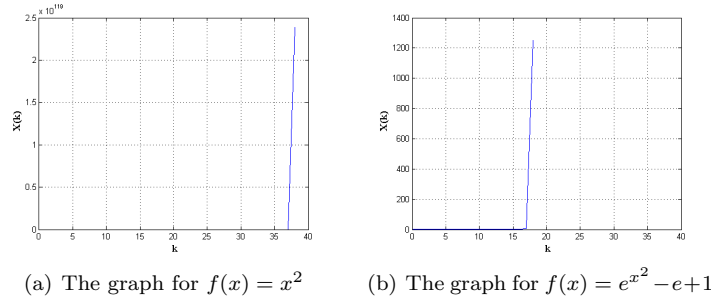 x 10^119
2.5
2
1.5
1
0.5
0
X(k)
0 5 10 15 20 25 30 35 40
k
1400
1200
1000
800
600
400
200
0
X(k)
0 5 10 15 20 25 30 35 40
k
(a) The graph for f(x) = x^2
(b) The graph for f(x) = e^{x^2} − e+1